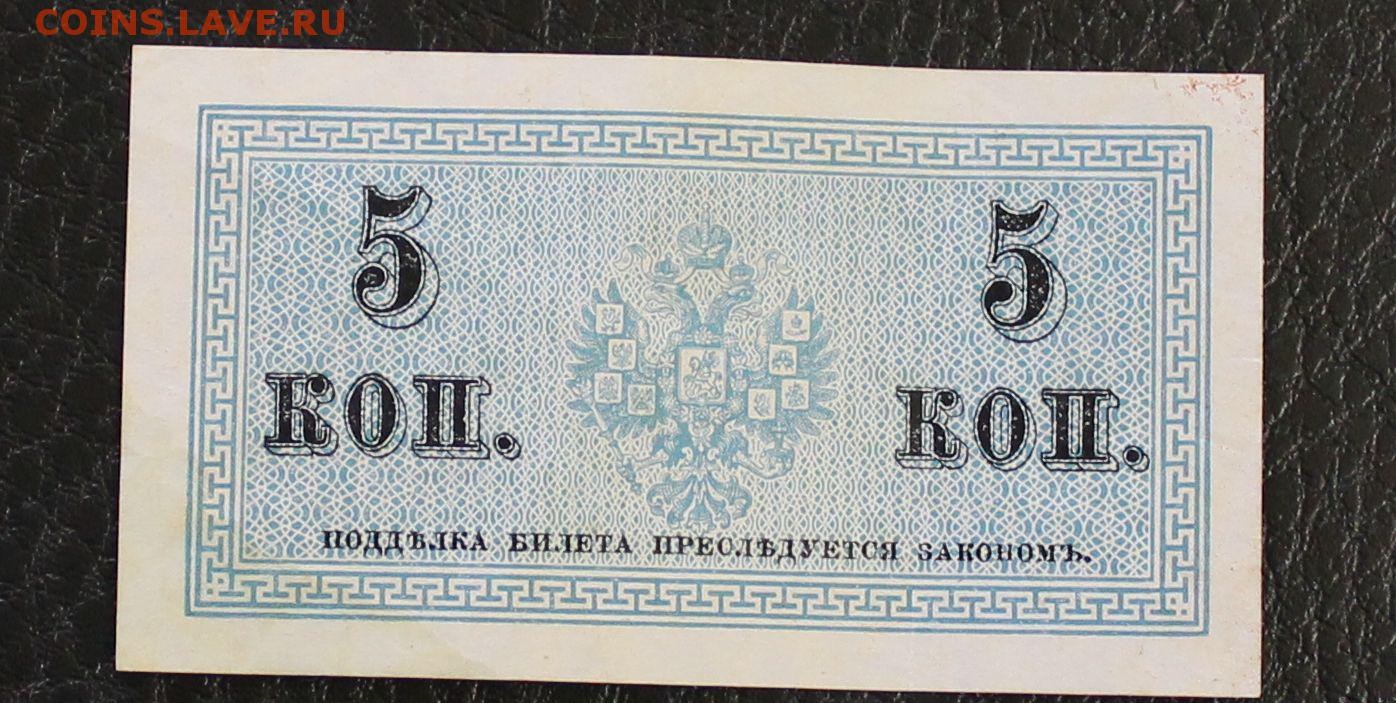 COINS.LAVE.RU
5 5
КОП. КОП.
ПОДДѢЛКА БИЛЕТА ПРЕСЛѢДУЕТСЯ ЗАКОНОМЪ.